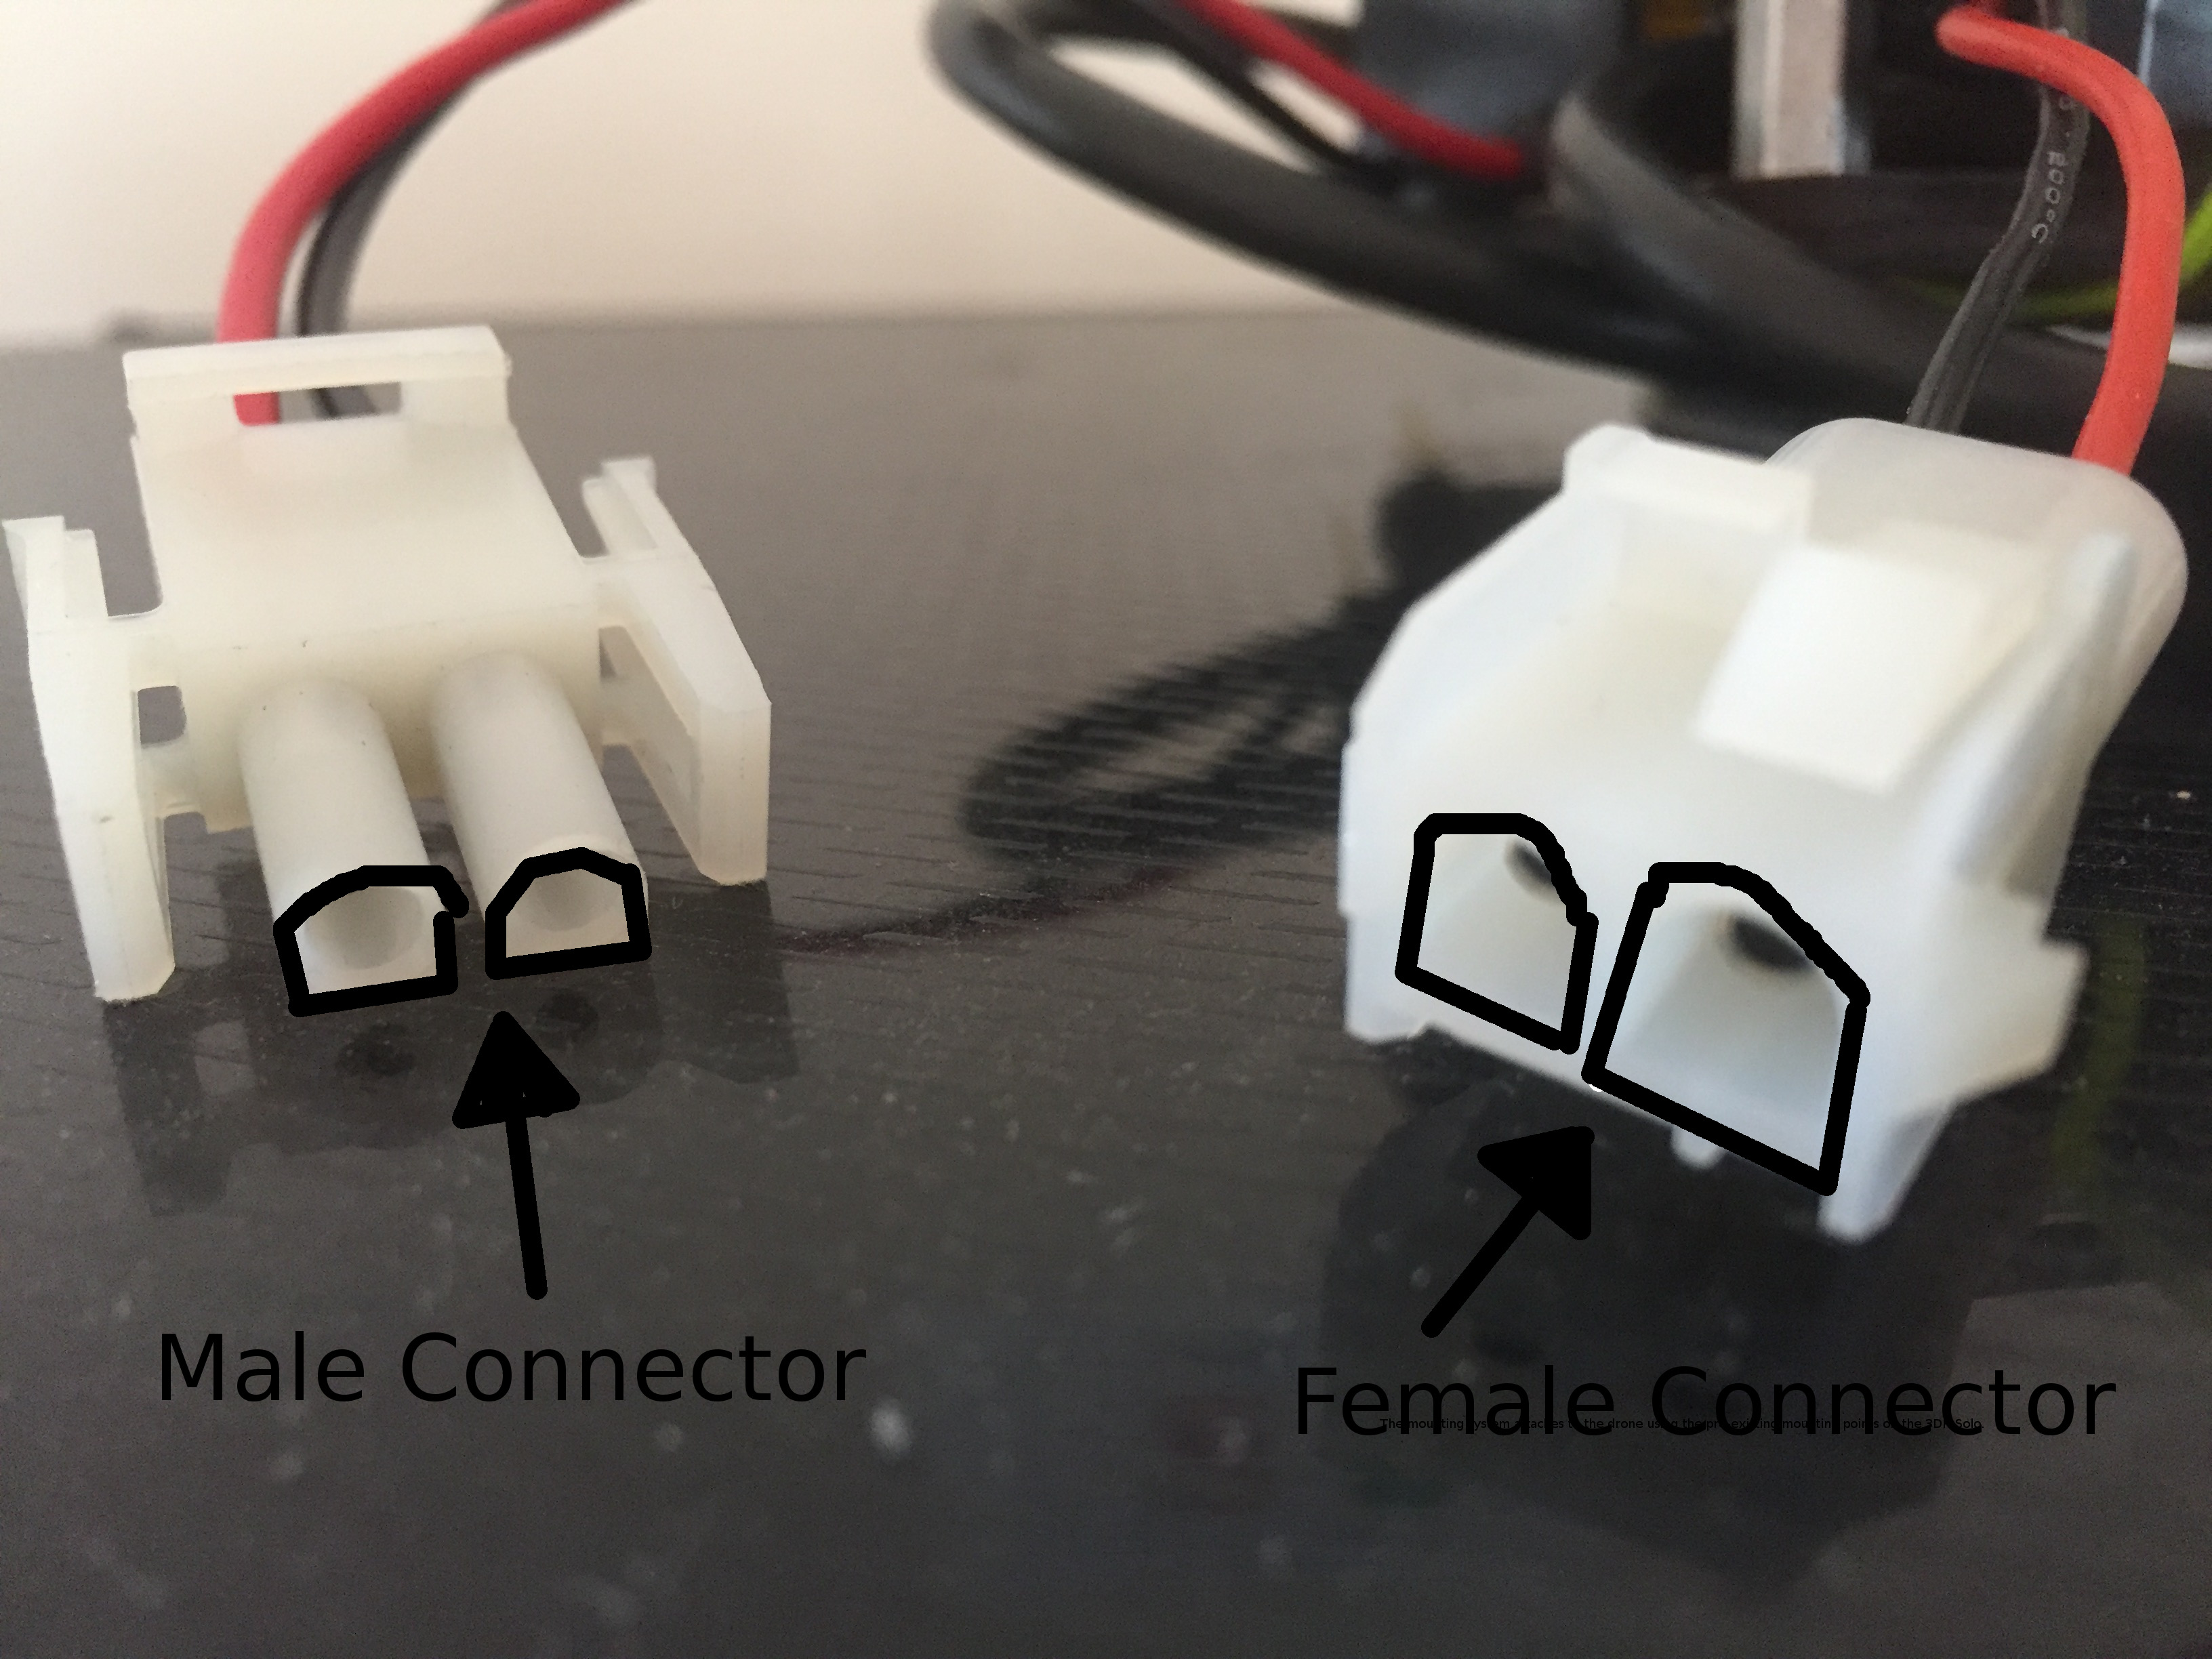 200°C
Male Connector
Female Connector
The mounting system attaches to the drone using the pre-existing mounting points on the 3DR Solo.